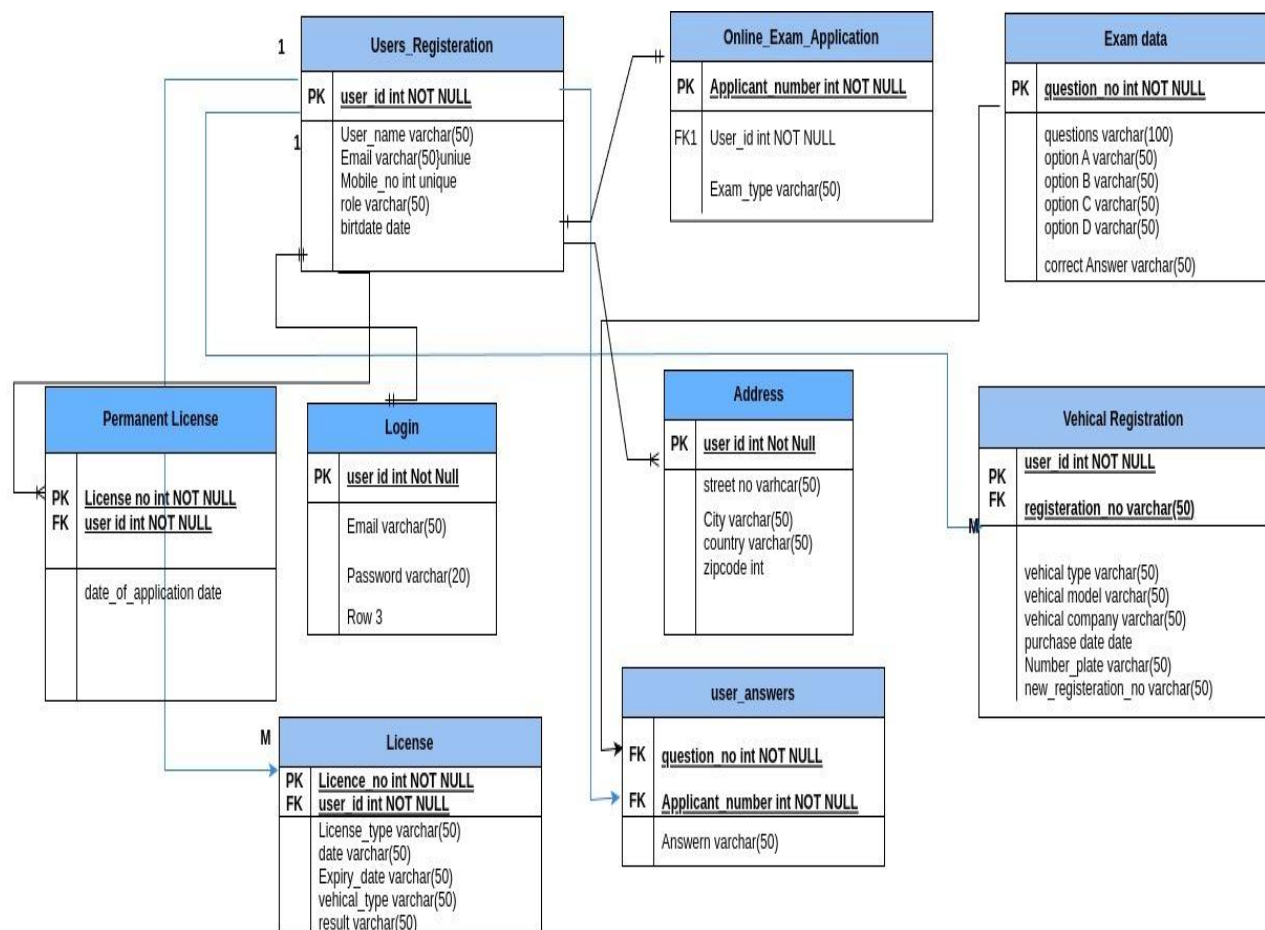 1
Users_Registeration
PK user_id int NOT NULL
1
User_name varchar(50)
Email varchar(50}uniue
Mobile_no int unique
role varchar(50)
birtdate date
Online_Exam_Application
PK Applicant_number int NOT NULL
FK1 User_id int NOT NULL
Exam_type varchar(50)
Exam data
PK question_no int NOT NULL
questions varchar(100)
option A varchar(50)
option B varchar(50)
option C varchar(50)
option D varchar(50)
correct Answer varchar(50)
Permanent License
PK License no int NOT NULL
FK user id int NOT NULL
date_of_application date
Login
PK user id int Not Null
Email varchar(50)
Password varchar(20)
Row 3
Address
PK user id int Not Null
street no varhcar(50)
City varchar(50)
country varchar(50)
zipcode int
Vehical Registration
user_id int NOT NULL
PK
FK
registeration_no varchar(50)
M
vehical type varchar(50)
vehical model varchar(50)
vehical company varchar(50)
purchase date date
Number_plate varchar(50)
new_registeration_no varchar(50)
M
License
PK Licence_no int NOT NULL
FK user_id int NOT NULL
License_type varchar(50)
date varchar(50)
Expiry_date varchar(50)
vehical_type varchar(50)
result varchar(50)
user_answers
FK question_no int NOT NULL
FK Applicant_number int NOT NULL
Answern varchar(50)